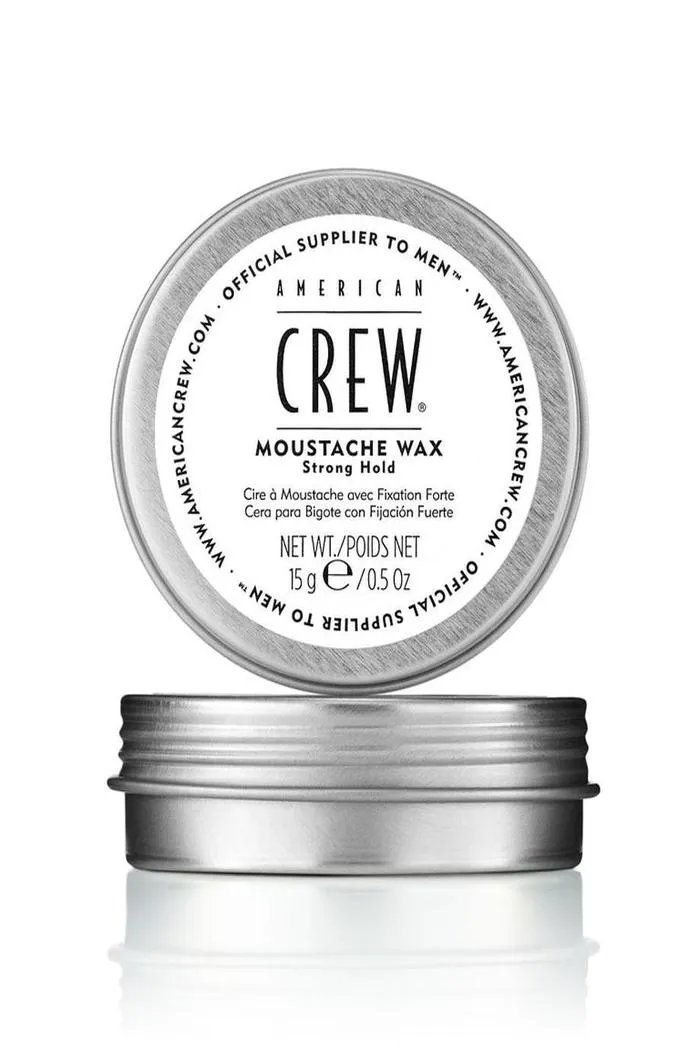 · OFFICIAL SUPPLIER TO MEN™ · WWW.AMERICANCREW.COM · OFFICIAL SUPPLIER TO MEN™ · WWW.AMERICANCREW.COM
AMERICAN
CREW®
MOUSTACHE WAX
Strong Hold
Cire à Moustache avec Fixation Forte
Cera para Bigote con Fijación Fuerte
NET WT./POIDS NET
15 g ℮/0.5 Oz